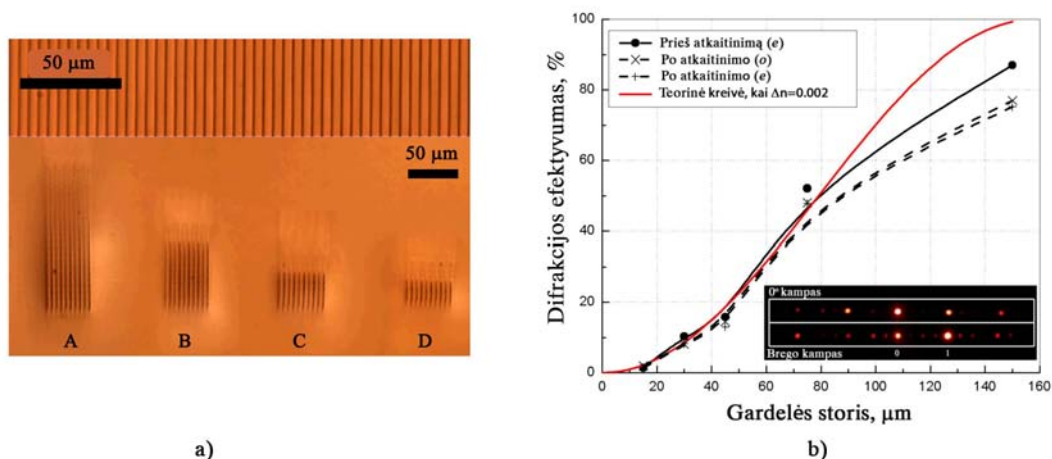 50 µm
50 µm
A
B
C
D
a)
Difrakcijos efektyvumas, %
100
80
60
40
20
0
Prieš atkaitinimą (e)
Po atkaitinimo (o)
Po atkaitinimo (e)
Teorinė kreivė, kai Δn=0.002
0° kampas
Brego kampas
0
1
0
20
40
60
80
100
120
140
160
Gardelės storis, µm
b)